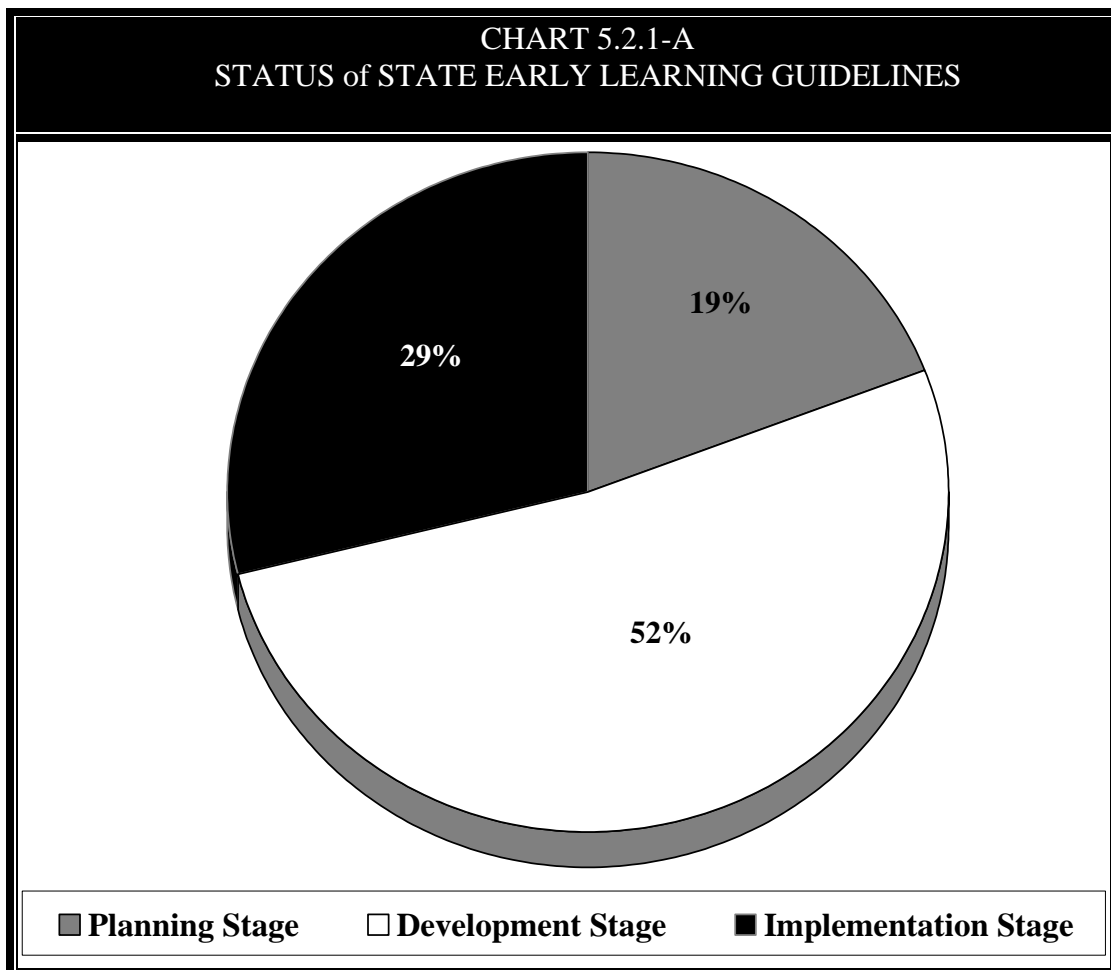 CHART 5.2.1-A
STATUS of STATE EARLY LEARNING GUIDELINES
19%
29%
52%
Planning Stage Development Stage Implementation Stage